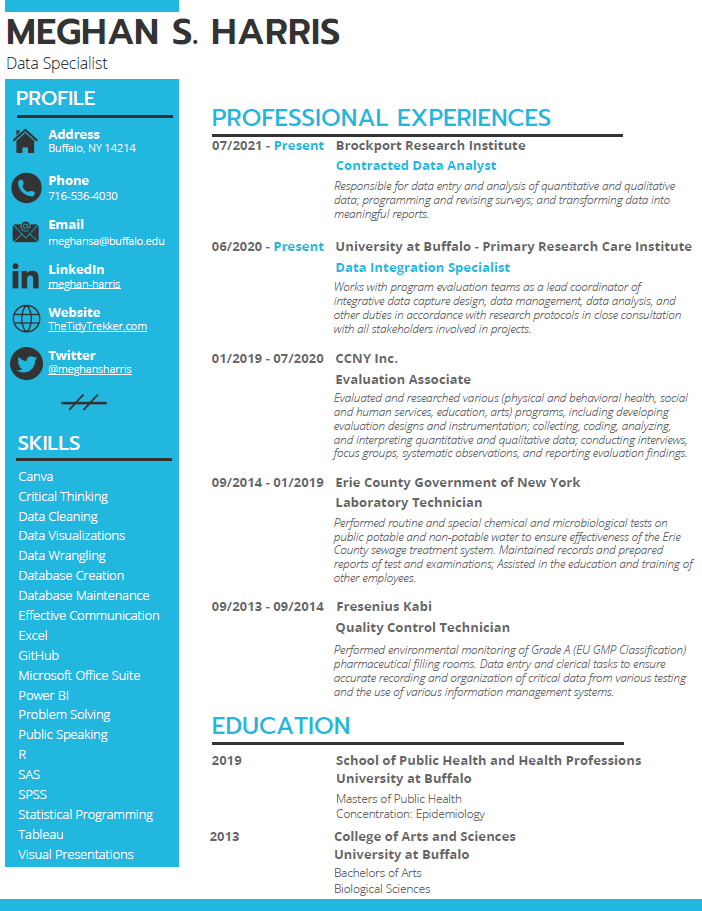 MEGHAN S. HARRIS
Data Specialist
PROFILE
Address
Buffalo, NY 14214
Phone
716-536-4030
Email
meghansa@buffalo.edu
LinkedIn
meghan-harris
Website
TheTidyTrekker.com
Twitter
@meghansharris
SKILLS
Canva
Critical Thinking
Data Cleaning
Data Visualizations
Data Wrangling
Database Creation
Database Maintenance
Effective Communication
Excel
GitHub
Microsoft Office Suite
Power BI
Problem Solving
Public Speaking
R
SAS
SPSS
Statistical Programming
Tableau
Visual Presentations
PROFESSIONAL EXPERIENCES
07/2021 - Present Brockport Research Institute
Contracted Data Analyst
Responsible for data entry and analysis of quantitative and qualitative
data; programming and revising surveys; and transforming data into
meaningful reports.
06/2020 - Present University at Buffalo - Primary Research Care Institute
Data Integration Specialist
Works with program evaluation teams as a lead coordinator of
integrative data capture design, data management, data analysis, and
other duties in accordance with research protocols in close consultation
with all stakeholders involved in projects.
01/2019 - 07/2020 CCNY Inc.
Evaluation Associate
Evaluated and researched various (physical and behavioral health, social
and human services, education, arts) programs, including developing
evaluation designs and instrumentation; collecting, coding, analyzing,
and interpreting quantitative and qualitative data; conducting interviews,
focus groups, systematic observations, and reporting evaluation findings.
09/2014 - 01/2019 Erie County Government of New York
Laboratory Technician
Performed routine and special chemical and microbiological tests on
public potable and non-potable water to ensure effectiveness of the Erie
County sewage treatment system. Maintained records and prepared
reports of test and examinations; Assisted in the education and training of
other employees.
09/2013 - 09/2014 Fresenius Kabi
Quality Control Technician
Performed environmental monitoring of Grade A (EU GMP Classification)
pharmaceutical filling rooms. Data entry and clerical tasks to ensure
accurate recording and organization of critical data from various testing
and the use of various information management systems.
EDUCATION
2019 School of Public Health and Health Professions
University at Buffalo
Masters of Public Health
Concentration: Epidemiology
2013 College of Arts and Sciences
University at Buffalo
Bachelors of Arts
Biological Sciences